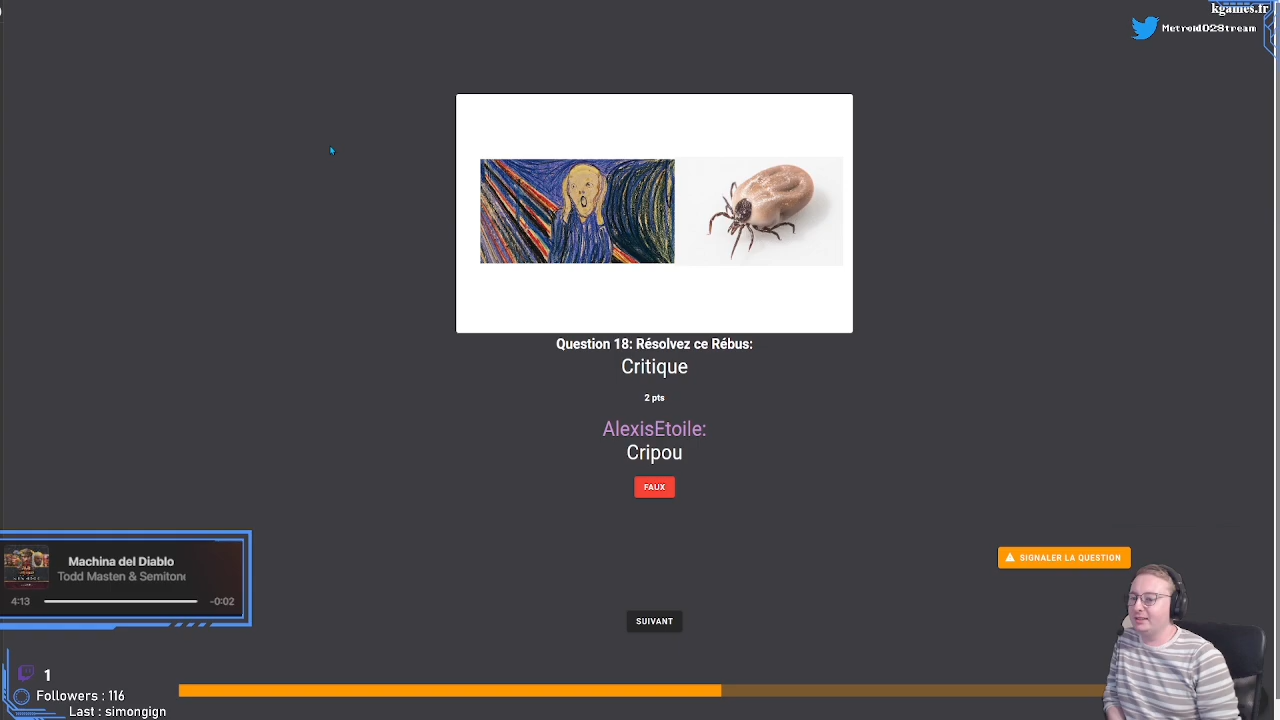 kgames.fr
Metroid02Stream
Question 18: Résolvez ce Rébus:
Critique
2 pts
AlexisEtoile:
Cripou
FAUX
SIGNALER LA QUESTION
Machina del Diablo
Todd Masten & Semitone
4:13
-0:02
SUIVANT
1
Followers : 116
Last : simongign